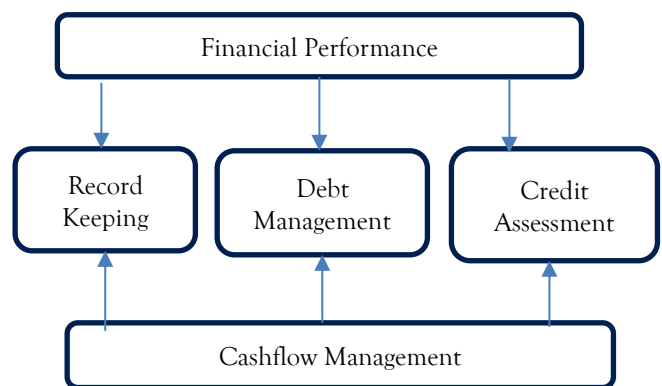 Financial Performance
Record
Keeping
Debt
Management
Credit
Assessment
Cashflow Management